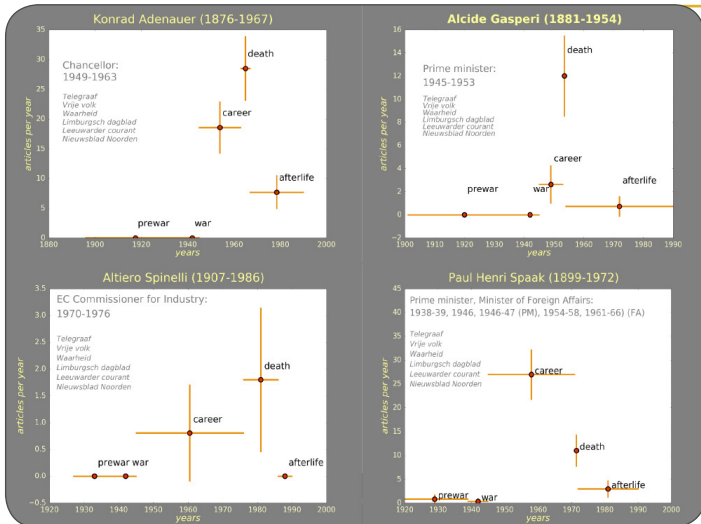 Konrad Adenauer (1876-1967)
35
30
25
20
15
10
5
0
articles per year
Chancellor:
1949-1963
Telegraaf
Vrije volk
Waarheid
Limburgsch dagblad
Leeuwarder courant
Nieuwsblad Noorden
death
career
afterlife
prewar
war
1880
1900
1920
1940
1960
1980
2000
years
Alcide Gasperi (1881-1954)
16
14
12
10
8
6
4
2
0
articles per year
Prime minister:
1945-1953
Telegraaf
Vrije volk
Waarheid
Limburgsch dagblad
Leeuwarder courant
Nieuwsblad Noorden
death
career
prewar
war
afterlife
1901
1910
1920
1930
1940
1950
1960
1970
1980
1990
years
Altiero Spinelli (1907-1986)
3.5
3.0
2.5
2.0
1.5
1.0
0.5
0.0
−0.5
articles per year
EC Commissioner for Industry:
1970-1976
Telegraaf
Vrije volk
Waarheid
Limburgsch dagblad
Leeuwarder courant
Nieuwsblad Noorden
death
career
prewar war
afterlife
1920
1930
1940
1950
1960
1970
1980
1990
2000
years
Paul Henri Spaak (1899-1972)
45
40
35
30
25
20
15
10
5
0
articles per year
Prime minister, Minister of Foreign Affairs:
1938-39, 1946, 1946-47 (PM), 1954-58, 1961-66) (FA)
Telegraaf
Vrije volk
Waarheid
Limburgsch dagblad
Leeuwarder courant
Nieuwsblad Noorden
career
death
afterlife
prewar
war
1920
1930
1940
1950
1960
1970
1980
1990
2000
years